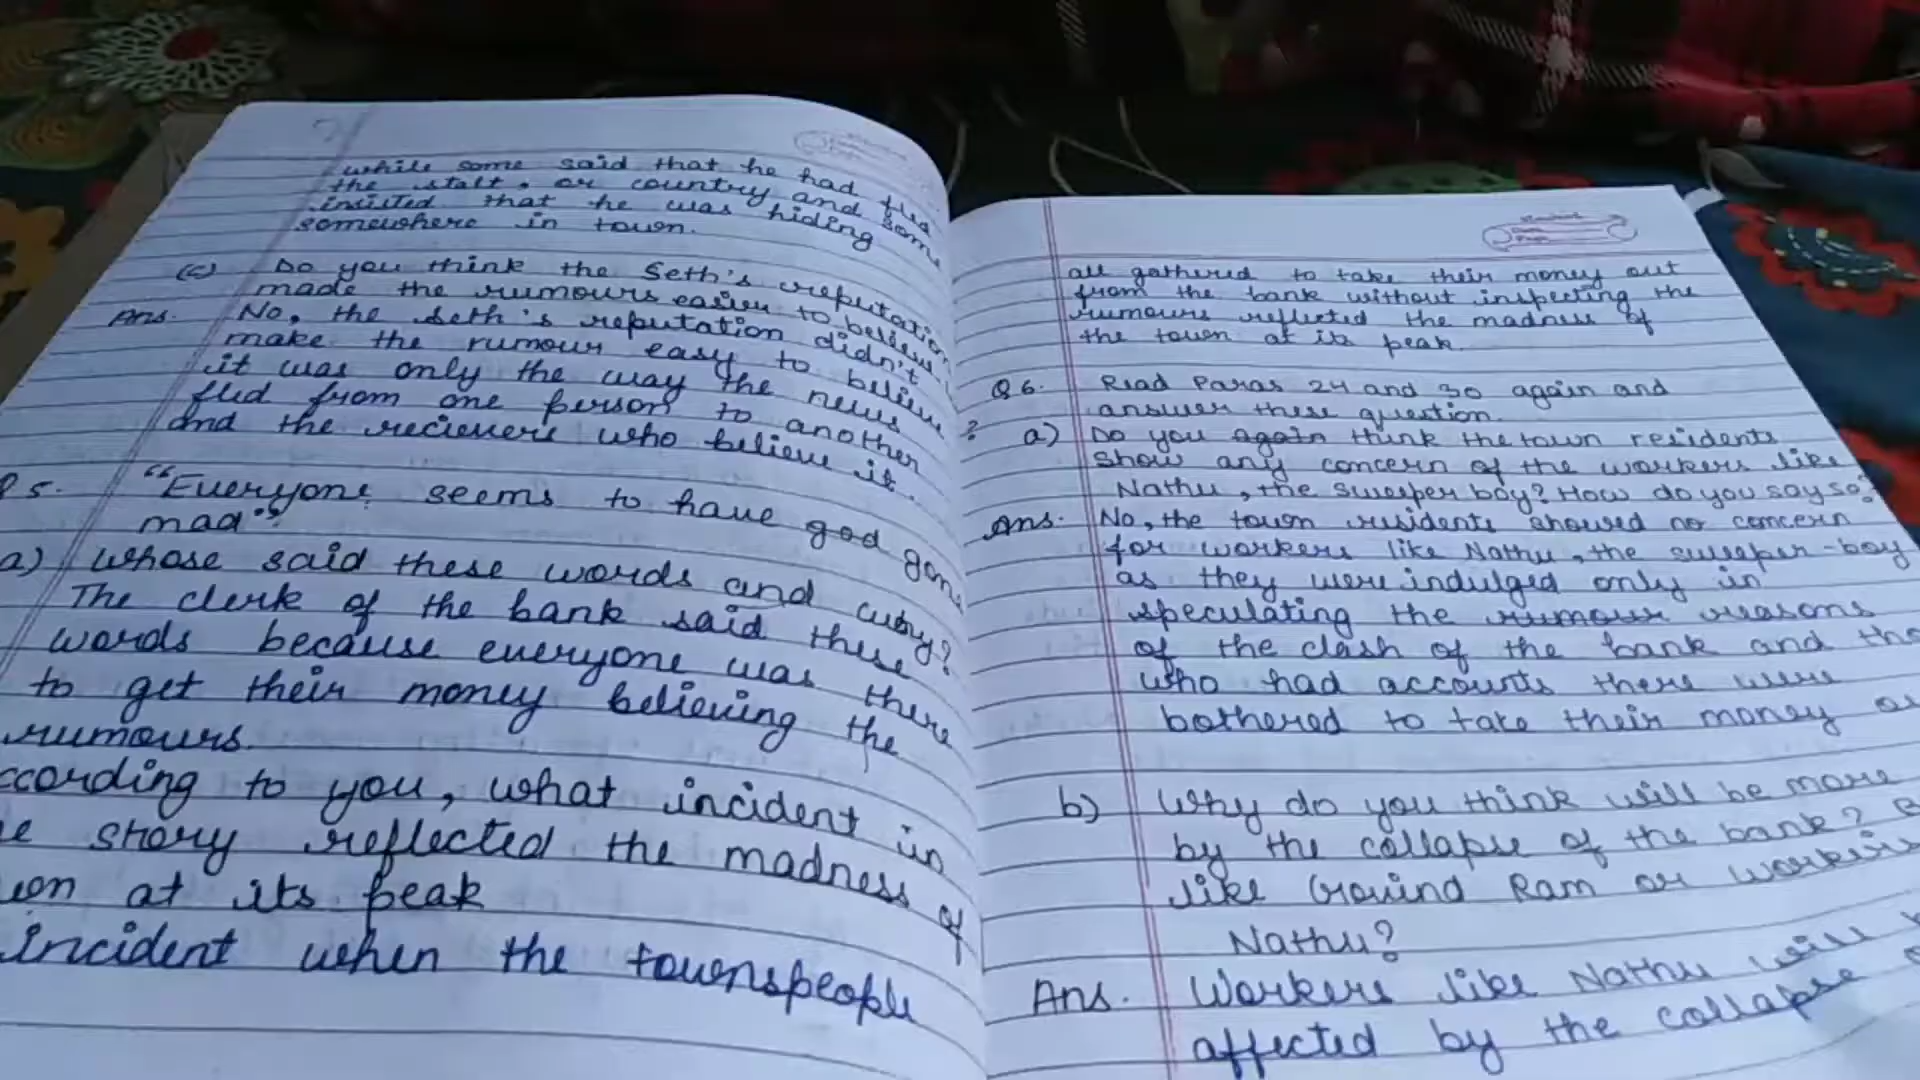 while some said that he had fled
the state, or country and some
insisted that he was hiding
somewhere in town.
(c) Do you think the Seth's reputation
made the rumours easier to believe?
Ans. No, the Seth's reputation didn't
make the rumour easy to believe
it was only the way the news
fled from one person to another
and the recievers who believe it.
5. "Everyone seems to have god gone
mad".
a) whose said these words and why?
The clerk of the bank said these
words because everyone was there
to get their money believing the
rumours.
ccording to you, what incident in
story reflected the madness of
at its peak
incident when the townspeople
all gathered to take their money out
from the bank without inspecting the
rumours reflected the madness of
the town at its peak.
Q 6. Read Paras 24 and 30 again and
answer these question.
a) Do you again think the town residents
show any concern of the workers like
Nathu, the sweeper boy? How do you say so?
Ans. No, the town residents showed no concern
for workers like Nathu, the sweeper-boy
as they were indulged only in
speculating the rumour reasons
of the clash of the bank and tho
who had accounts there were
bothered to take their money
b) Why do you think will be more
by the collapse of the bank?
like Govind Ram or
Nathu?
Ans. Workers like Nathu will
affected by the collapse